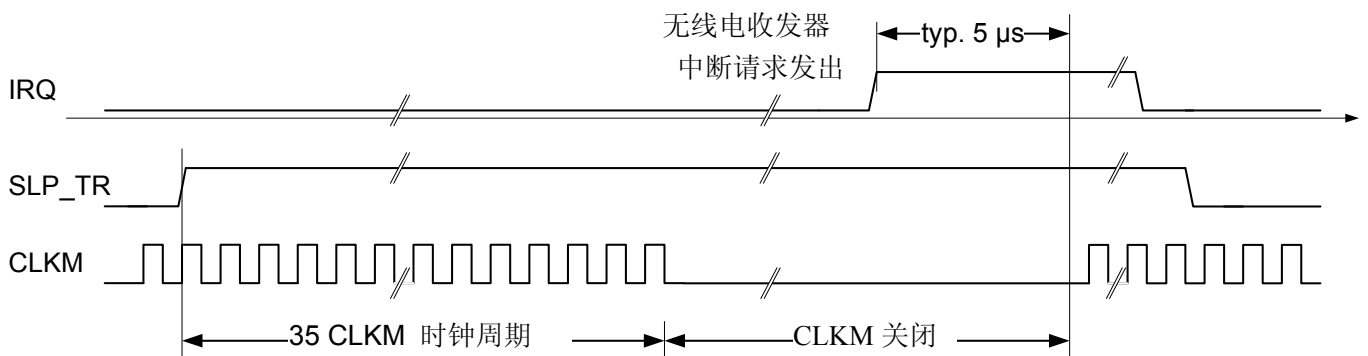 无线电收发器
中断请求发出
typ. 5 µs
IRQ
SLP_TR
CLKM
35 CLKM 时钟周期
CLKM 关闭